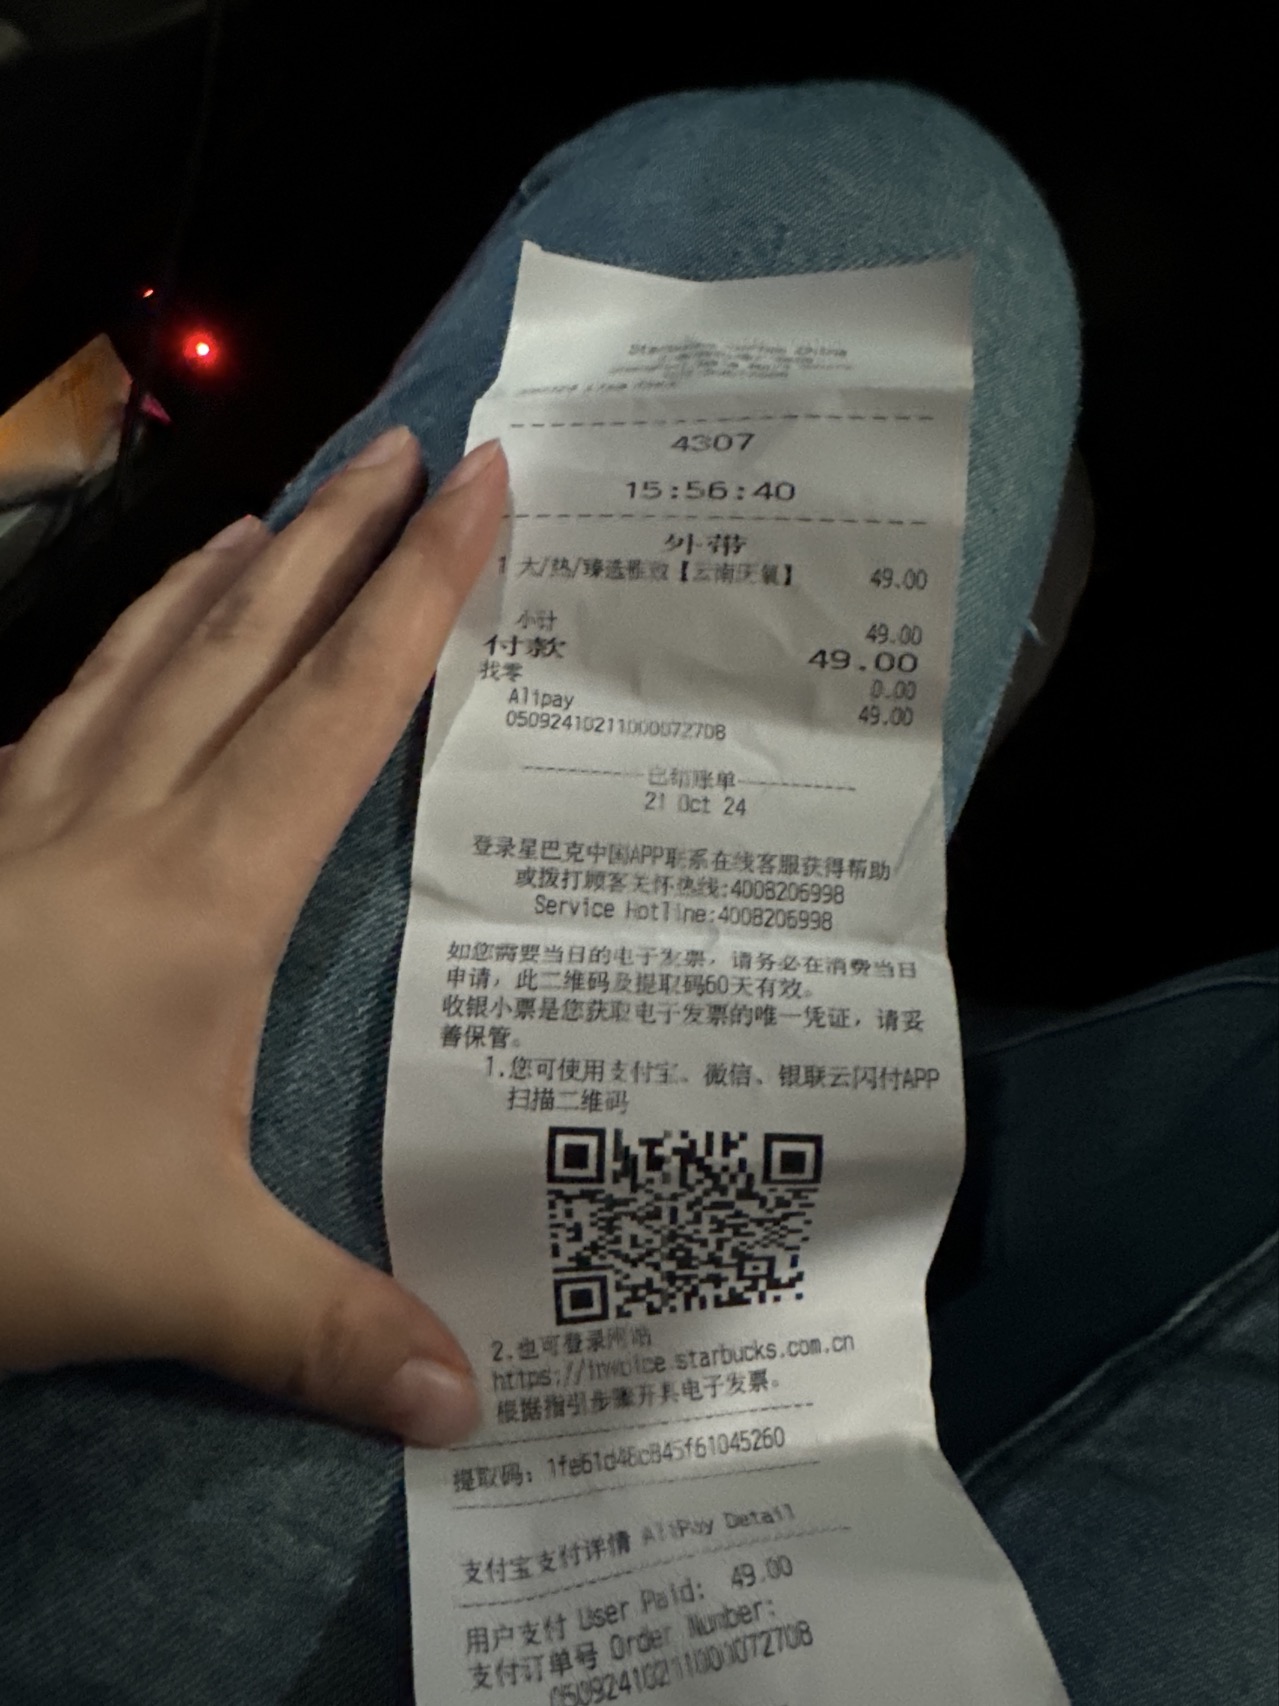 Starbucks Coffee China
4307
15:56:40
外带
1 大/热/臻选雅致【云南厌氧】 49.00
小计 49.00
付款 49.00
找零 0.00
Alipay 49.00
05092410211000072708
已结账单
21 Oct 24
登录星巴克中国APP联系在线客服获得帮助
或拨打顾客关怀热线:4008206998
Service Hotline:4008206998
如您需要当日的电子发票，请务必在消费当日
申请，此二维码及提取码60天有效。
收银小票是您获取电子发票的唯一凭证，请妥
善保管。
1.您可使用支付宝、微信、银联云闪付APP
扫描二维码
2.也可登录网站
https://invoice.starbucks.com.cn
根据指引步骤开具电子发票。
提取码: 1fe61d46c845f61045260
支付宝支付详情 AliPay Detail
用户支付 User Paid: 49.00
支付订单号 Order Number:
05092410211000072708